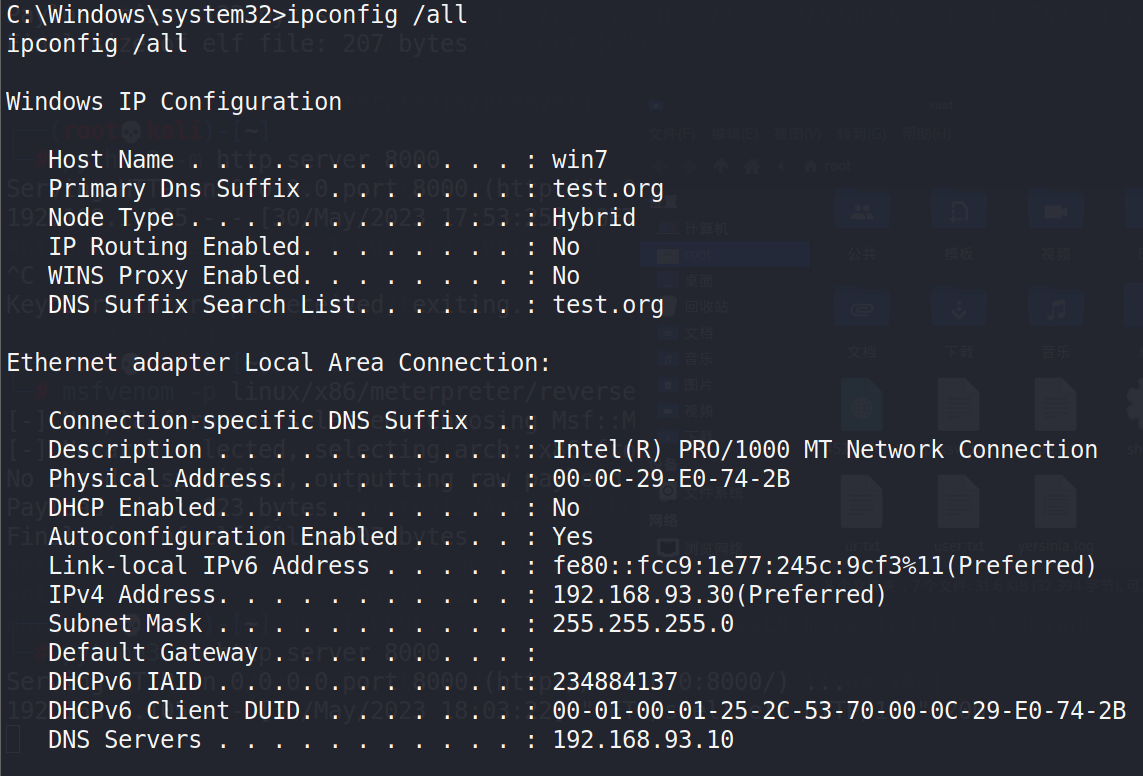 C:\Windows\system32>ipconfig /all
ipconfig /all
Windows IP Configuration
Host Name . . . . . . . . . . . . : win7
Primary Dns Suffix  . . . . . . . : test.org
Node Type . . . . . . . . . . . . : Hybrid
IP Routing Enabled. . . . . . . . : No
WINS Proxy Enabled. . . . . . . . : No
DNS Suffix Search List. . . . . . : test.org
Ethernet adapter Local Area Connection:
Connection-specific DNS Suffix  . :
Description . . . . . . . . . . . : Intel(R) PRO/1000 MT Network Connection
Physical Address. . . . . . . . . : 00-0C-29-E0-74-2B
DHCP Enabled. . . . . . . . . . . : No
Autoconfiguration Enabled . . . . : Yes
Link-local IPv6 Address . . . . . : fe80::fcc9:1e77:245c:9cf3%11(Preferred)
IPv4 Address. . . . . . . . . . . : 192.168.93.30(Preferred)
Subnet Mask . . . . . . . . . . . : 255.255.255.0
Default Gateway . . . . . . . . . :
DHCPv6 IAID . . . . . . . . . . . : 234884137
DHCPv6 Client DUID. . . . . . . . : 00-01-00-01-25-2C-53-70-00-0C-29-E0-74-2B
DNS Servers . . . . . . . . . . . : 192.168.93.10